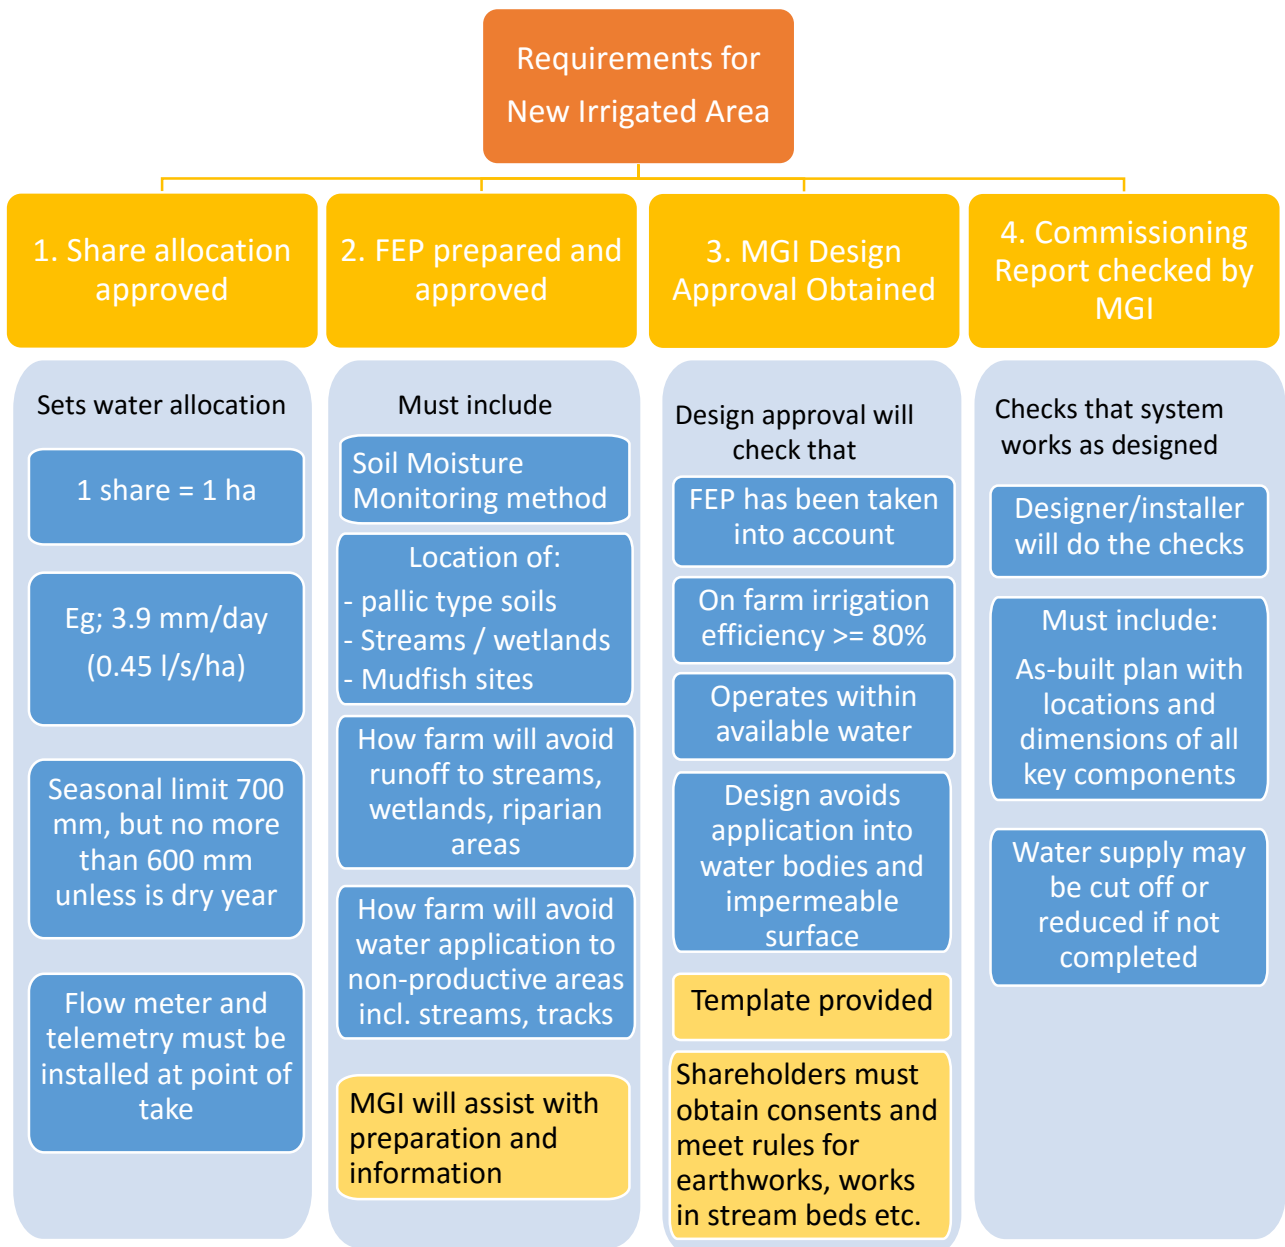 Requirements for
New Irrigated Area
1. Share allocation
approved
2. FEP prepared and
approved
3. MGI Design
Approval Obtained
4. Commissioning
Report checked by
MGI
Sets water allocation
1 share = 1 ha
Eg; 3.9 mm/day
(0.45 l/s/ha)
Seasonal limit 700
mm, but no more
than 600 mm
unless is dry year
Flow meter and
telemetry must be
installed at point of
take
Must include
Soil Moisture
Monitoring method
Location of:
- pallic type soils
- Streams / wetlands
- Mudfish sites
How farm will avoid
runoff to streams,
wetlands, riparian
areas
How farm will avoid
water application to
non-productive areas
incl. streams, tracks
MGI will assist with
preparation and
information
Design approval will
check that
FEP has been taken
into account
On farm irrigation
efficiency >= 80%
Operates within
available water
Design avoids
application into
water bodies and
impermeable
surface
Template provided
Shareholders must
obtain consents and
meet rules for
earthworks, works
in stream beds etc.
Checks that system
works as designed
Designer/installer
will do the checks
Must include:
As-built plan with
locations and
dimensions of all
key components
Water supply may
be cut off or
reduced if not
completed